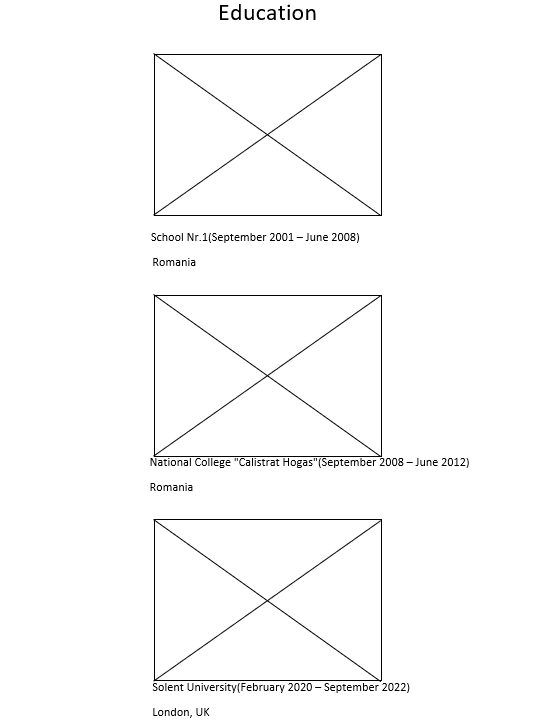 Education
School Nr.1(September 2001 – June 2008)
Romania
National College "Calistrat Hogas"(September 2008 – June 2012)
Romania
Solent University(February 2020 – September 2022)
London, UK